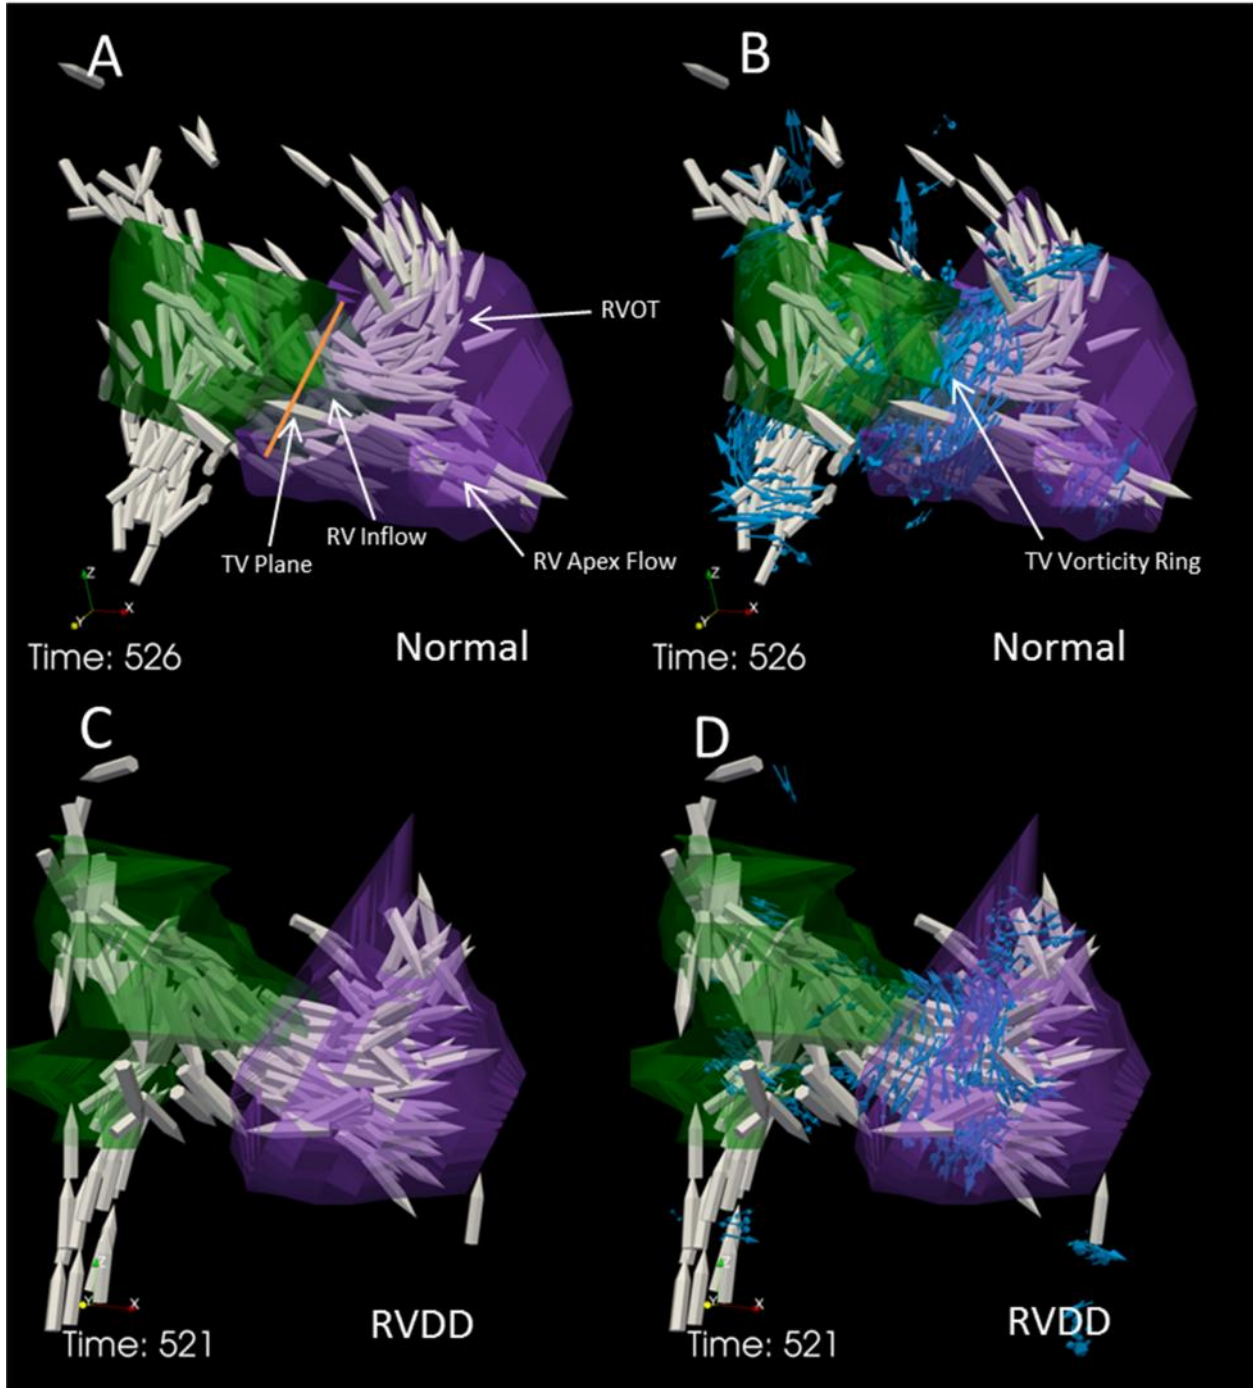 A
B
RVOT
RV Inflow
TV Plane
RV Apex Flow
TV Vorticity Ring
Z
X
Y
Z
X
Y
Normal
Normal
Time: 526
Time: 526
C
D
Z
X
Y
Z
X
Y
RVDD
RVDD
Time: 521
Time: 521